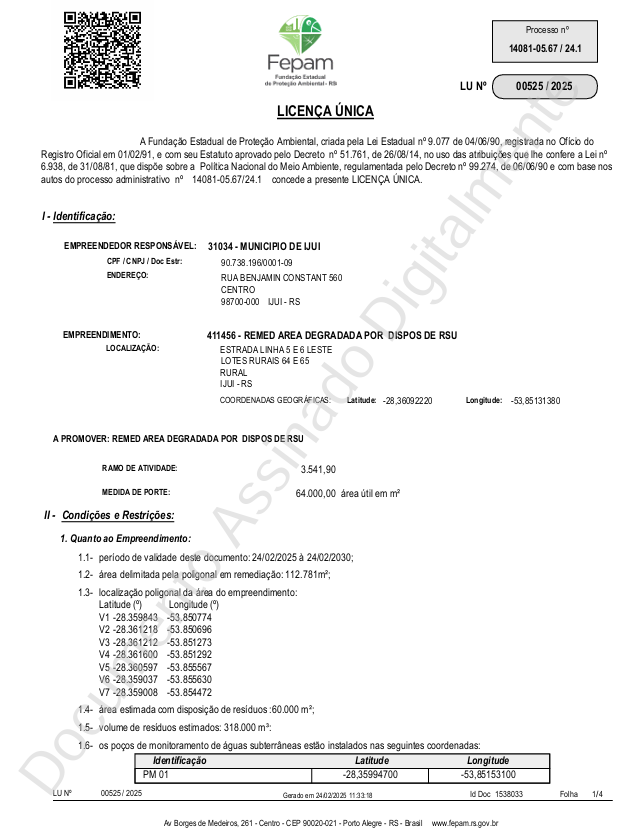 Fepam
Fundação Estadual
de Proteção Ambiental - RS
Processo nº
14081-05.67 / 24.1
LU Nº 00525 / 2025
LICENÇA ÚNICA
A Fundação Estadual de Proteção Ambiental, criada pela Lei Estadual nº 9.077 de 04/06/90, registrada no Ofício do
Registro Oficial em 01/02/91, e com seu Estatuto aprovado pelo Decreto nº 51.761, de 26/08/14, no uso das atribuições que lhe confere a Lei nº
6.938, de 31/08/81, que dispõe sobre a Política Nacional do Meio Ambiente, regulamentada pelo Decreto nº 99.274, de 06/06/90 e com base nos
autos do processo administrativo nº 14081-05.67/24.1 concede a presente LICENÇA ÚNICA.
I - Identificação:
EMPREENDEDOR RESPONSÁVEL: 31034 - MUNICIPIO DE IJUI
CPF / CNPJ / Doc Estr: 90.738.196/0001-09
ENDEREÇO: RUA BENJAMIN CONSTANT 560
CENTRO
98700-000 IJUI - RS
EMPREENDIMENTO: 411456 - REMED AREA DEGRADADA POR DISPOS DE RSU
LOCALIZAÇÃO: ESTRADA LINHA 5 E 6 LESTE
LOTES RURAIS 64 E 65
RURAL
IJUI - RS
COORDENADAS GEOGRÁFICAS: Latitude: -28,36092220 Longitude: -53,85131380
A PROMOVER: REMED AREA DEGRADADA POR DISPOS DE RSU
RAMO DE ATIVIDADE: 3.541,90
MEDIDA DE PORTE: 64.000,00 área útil em m²
II - Condições e Restrições:
1. Quanto ao Empreendimento:
1.1- período de validade deste documento: 24/02/2025 à 24/02/2030;
1.2- área delimitada pela poligonal em remediação: 112.781m²;
1.3- localização poligonal da área do empreendimento:
Latitude (º) Longitude (º)
V1 -28.359843 -53.850774
V2 -28.361218 -53.850696
V3 -28.361212 -53.851273
V4 -28.361600 -53.851292
V5 -28.360597 -53.855567
V6 -28.359037 -53.855630
V7 -28.359008 -53.854472
1.4- área estimada com disposição de resíduos :60.000 m²;
1.5- volume de resíduos estimados: 318.000 m³:
1.6- os poços de monitoramento de águas subterrâneas estão instalados nas seguintes coordenadas:
Identificação Latitude Longitude
PM 01 -28,35994700 -53,85153100
LU Nº 00525 / 2025 Gerado em 24/02/2025 11:33:18 Id Doc 1538033 Folha 1/4
Av Borges de Medeiros, 261 - Centro - CEP 90020-021 - Porto Alegre - RS - Brasil www.fepam.rs.gov.br
Documento Assinado Digitalmente